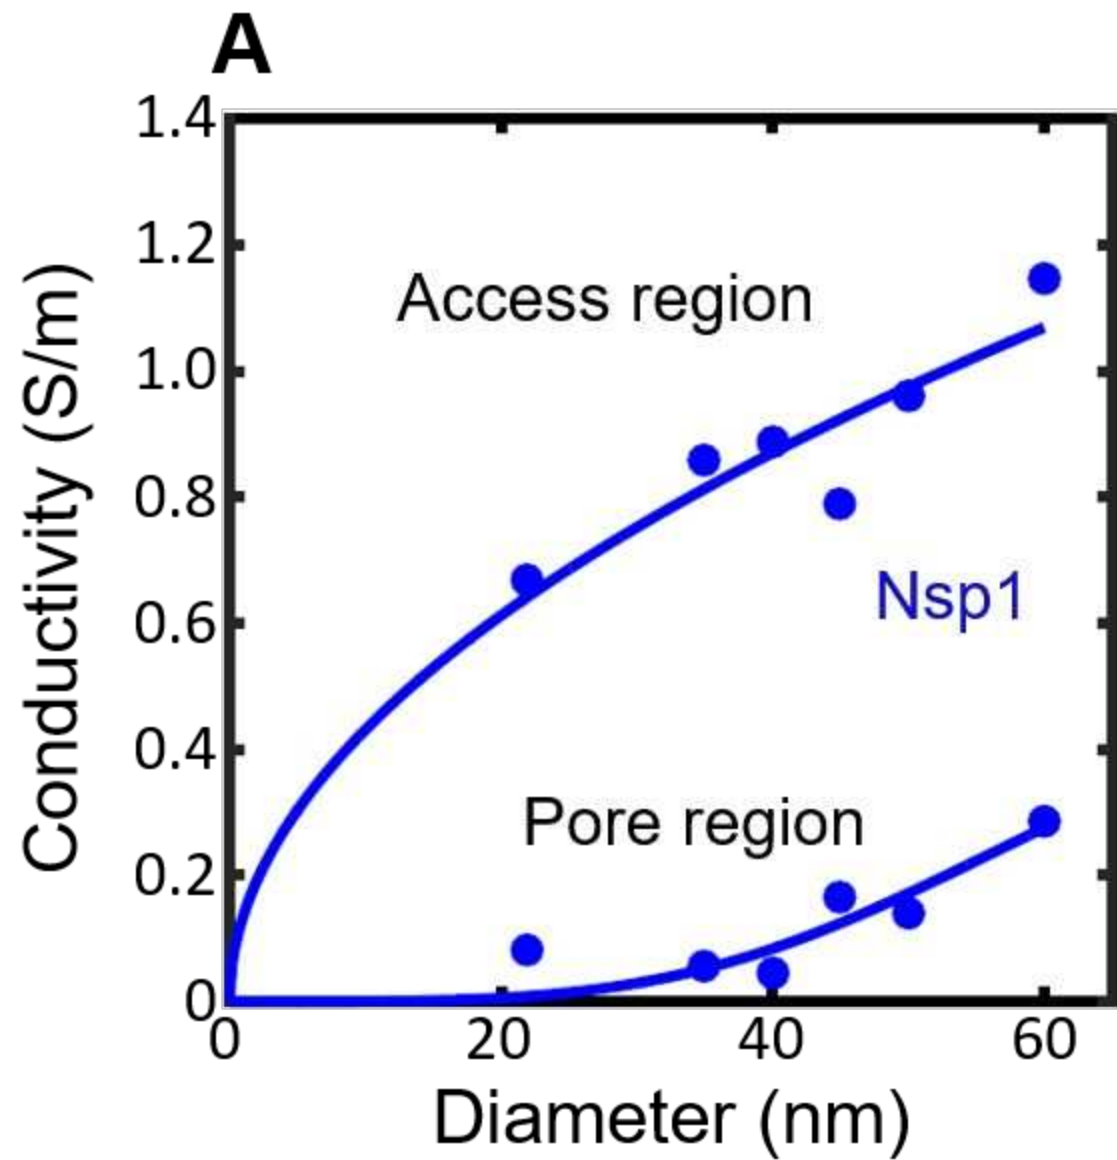 A
1.4
1.2
1.0
0.8
0.6
0.4
0.2
0
Conductivity (S/m)
Access region
Nsp1
Pore region
0 20 40 60
Diameter (nm)